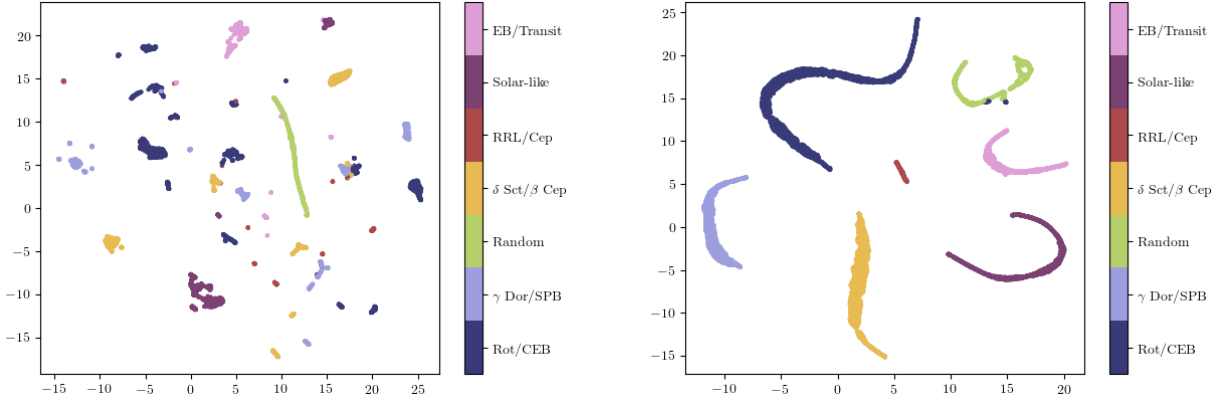 20
15
10
5
0
−5
−10
−15
−15 −10 −5 0 5 10 15 20 25
EB/Transit
Solar-like
RRL/Cep
δ Sct/β Cep
Random
γ Dor/SPB
Rot/CEB
25
20
15
10
5
0
−5
−10
−15
−10 −5 0 5 10 15 20
EB/Transit
Solar-like
RRL/Cep
δ Sct/β Cep
Random
γ Dor/SPB
Rot/CEB